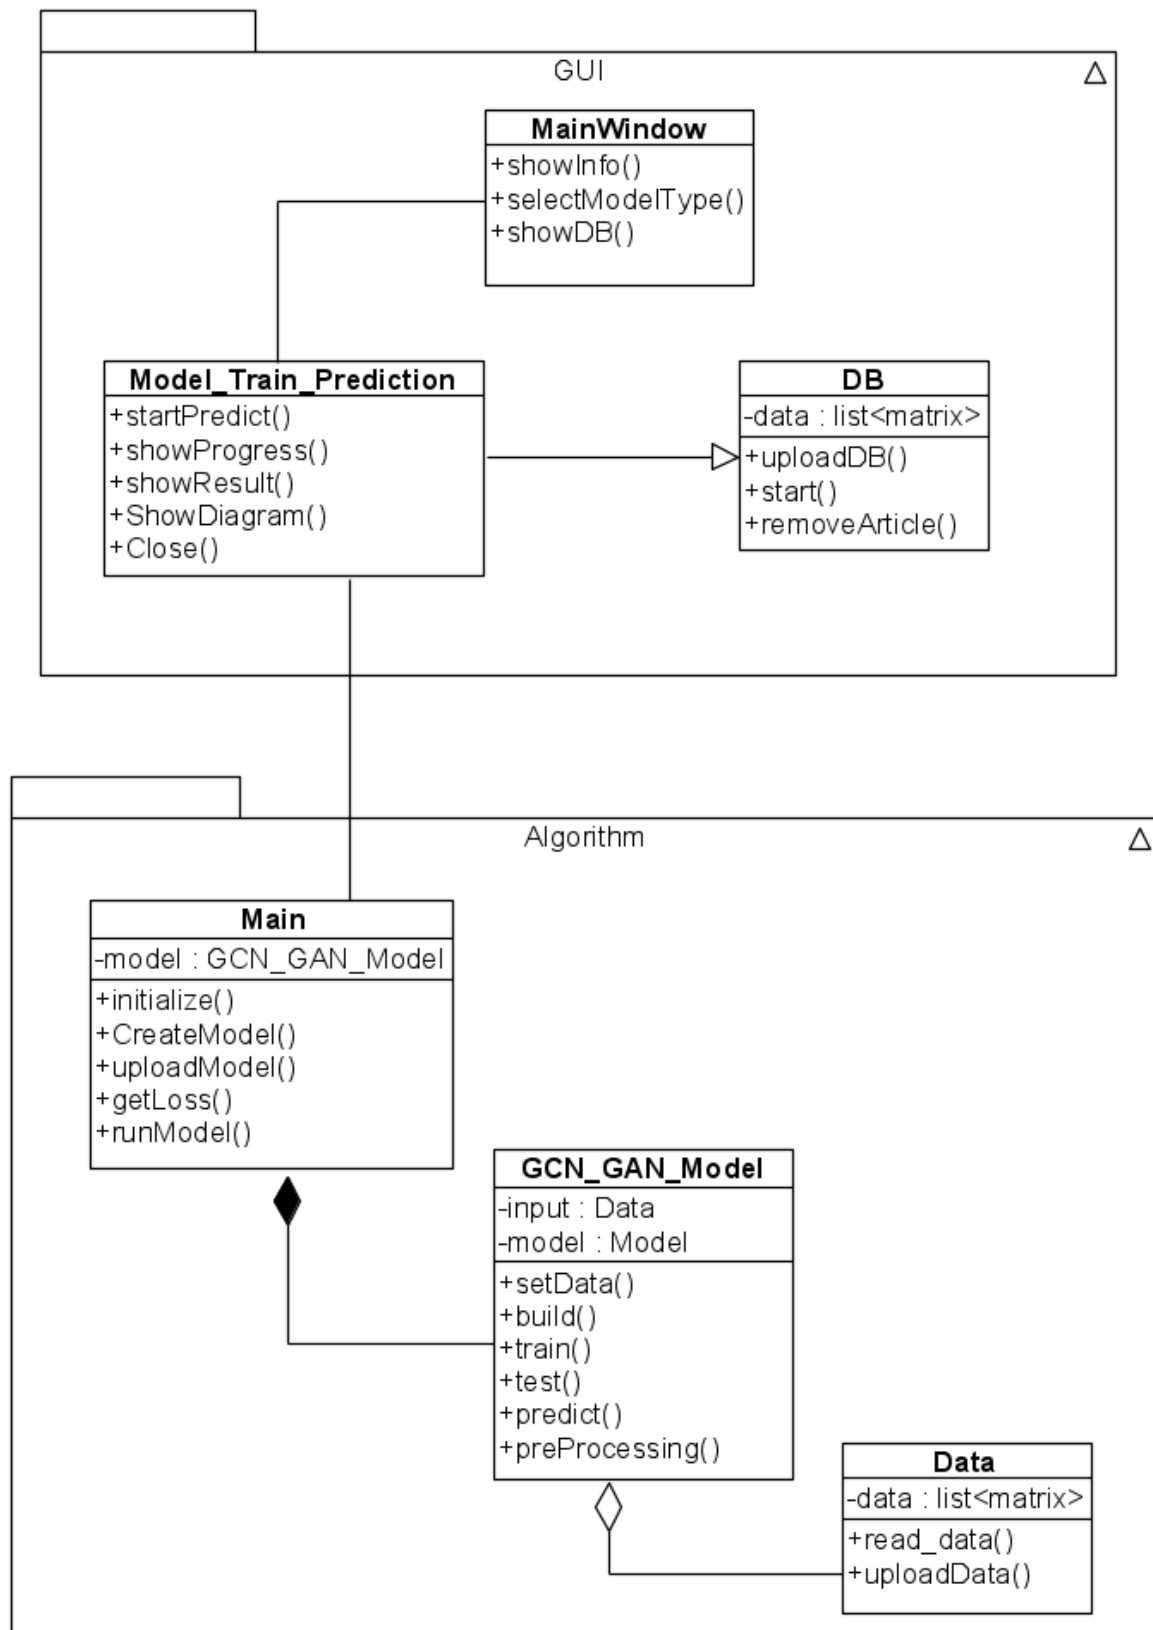 GUI
MainWindow
+showInfo()
+selectModelType()
+showDB()
Model_Train_Prediction
+startPredict()
+showProgress()
+showResult()
+ShowDiagram()
+Close()
DB
-data : list<matrix>
+uploadDB()
+start()
+removeArticle()
Algorithm
Main
-model : GCN_GAN_Model
+initialize()
+CreateModel()
+uploadModel()
+getLoss()
+runModel()
GCN_GAN_Model
-input : Data
-model : Model
+setData()
+build()
+train()
+test()
+predict()
+preProcessing()
Data
-data : list<matrix>
+read_data()
+uploadData()